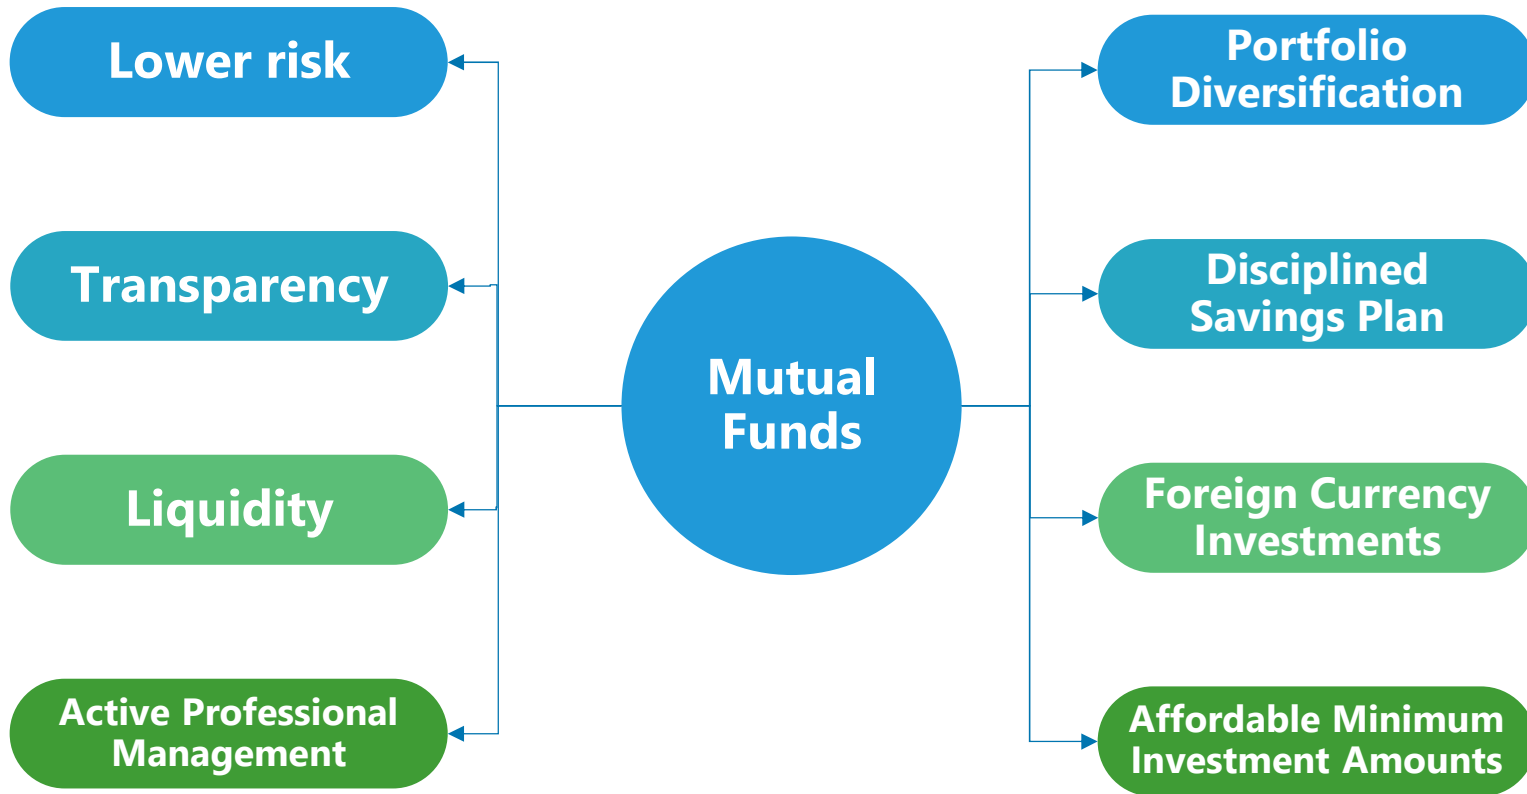 Lower risk
Transparency
Liquidity
Active Professional
Management
Mutual
Funds
Portfolio
Diversification
Disciplined
Savings Plan
Foreign Currency
Investments
Affordable Minimum
Investment Amounts